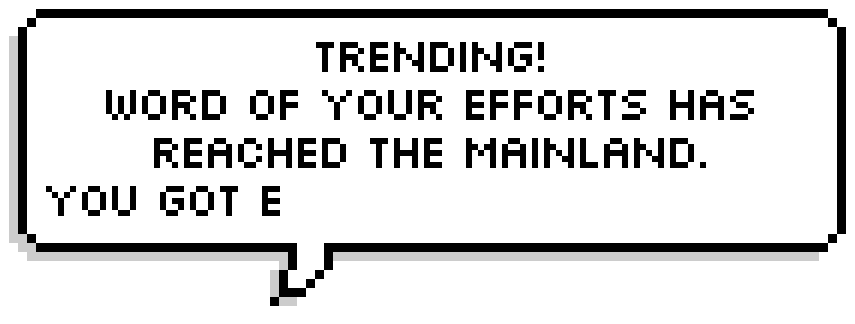 TRENDING!
WORD OF YOUR EFFORTS HAS
REACHED THE MAINLAND.
YOU GOT E